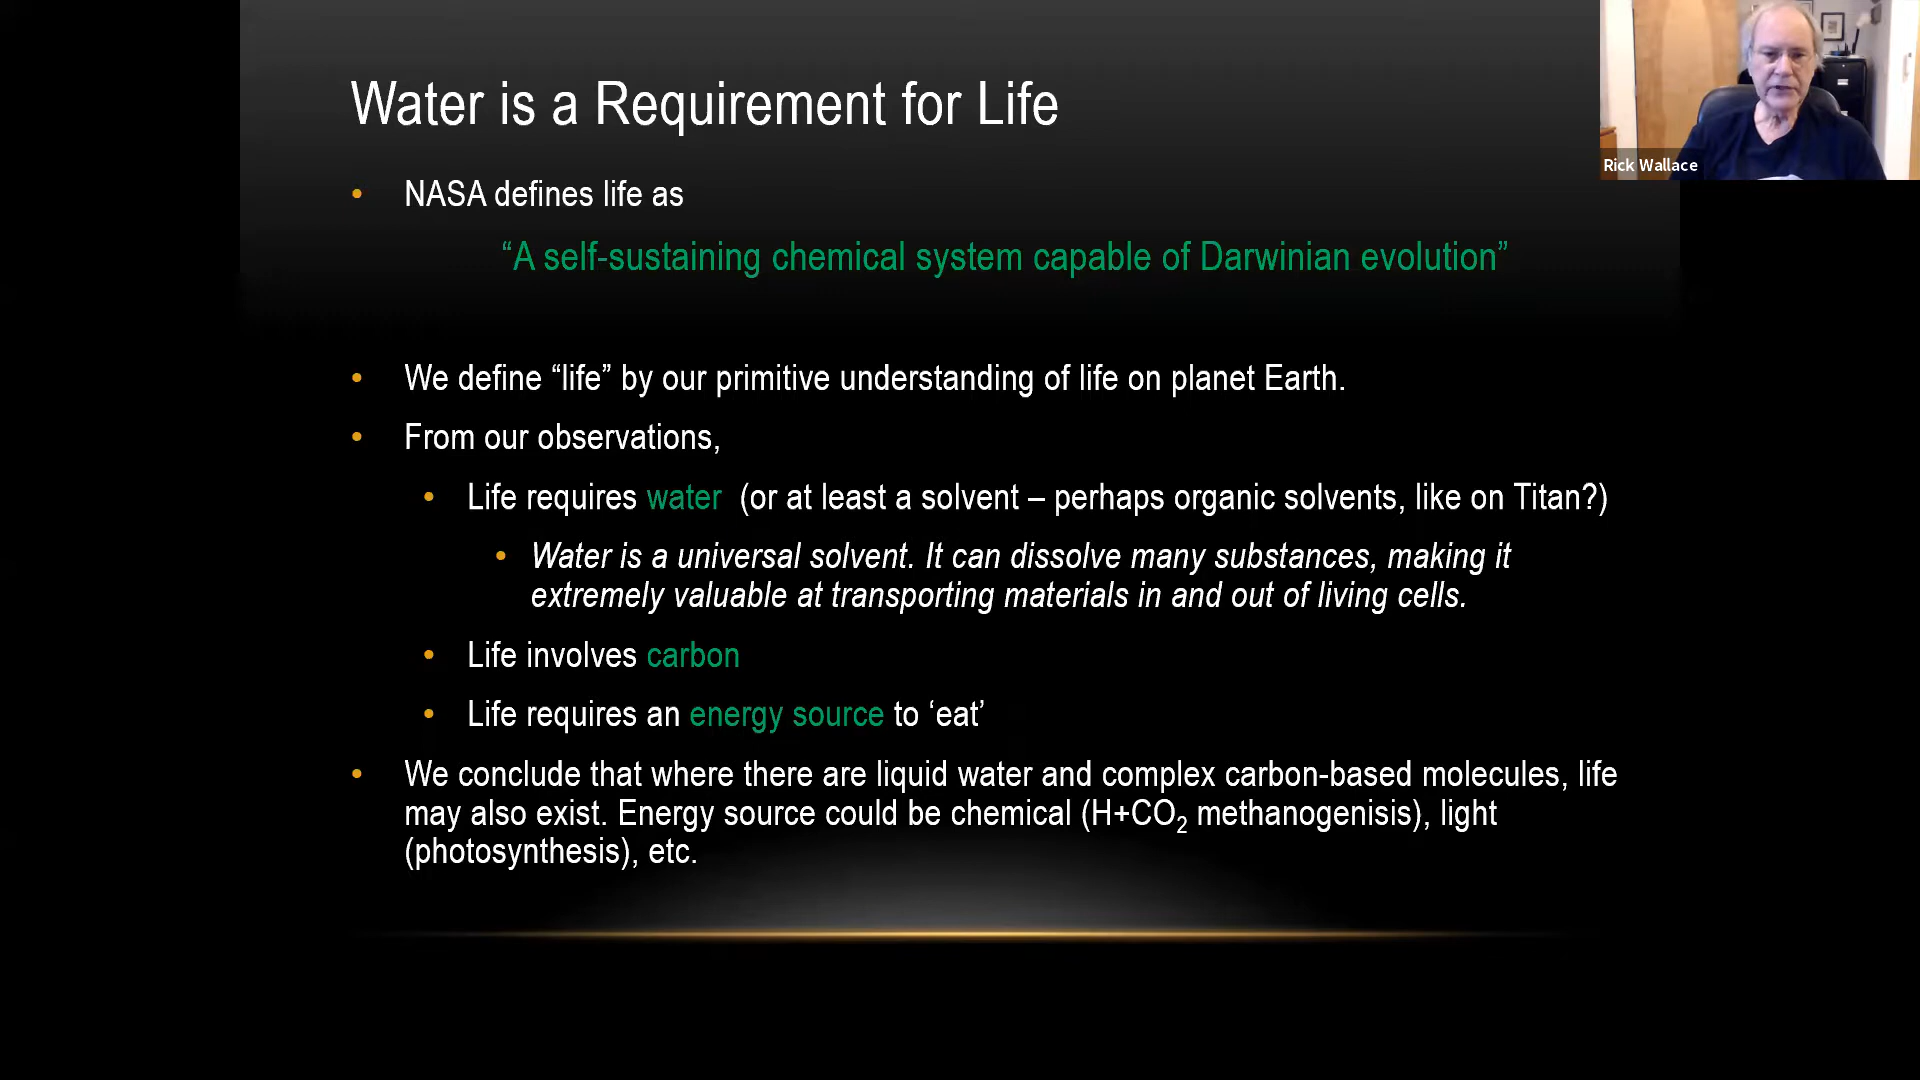 Water is a Requirement for Life
Rick Wallace
• NASA defines life as
“A self-sustaining chemical system capable of Darwinian evolution”
• We define “life” by our primitive understanding of life on planet Earth.
• From our observations,
• Life requires water (or at least a solvent – perhaps organic solvents, like on Titan?)
• Water is a universal solvent. It can dissolve many substances, making it
extremely valuable at transporting materials in and out of living cells.
• Life involves carbon
• Life requires an energy source to ‘eat’
• We conclude that where there are liquid water and complex carbon-based molecules, life
may also exist. Energy source could be chemical (H+CO₂ methanogenisis), light
(photosynthesis), etc.